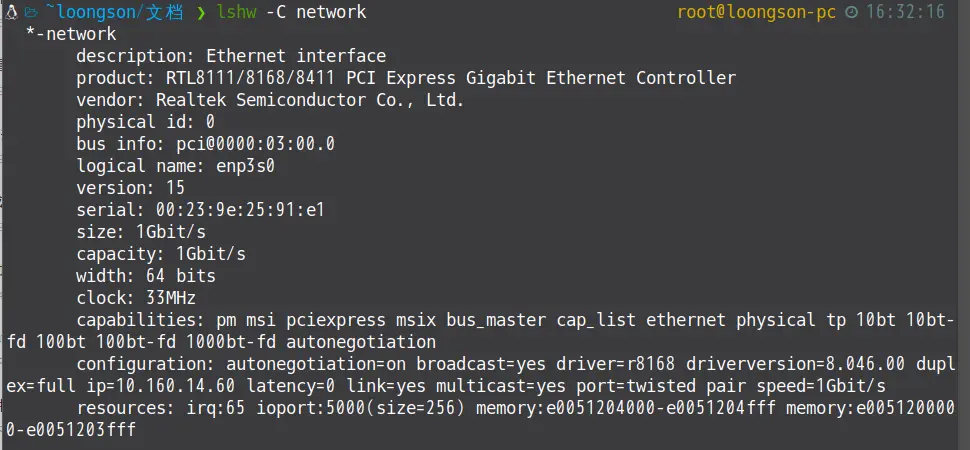 ~loongson/文档 ❯ lshw -C network root@loongson-pc 16:32:16
*-network
description: Ethernet interface
product: RTL8111/8168/8411 PCI Express Gigabit Ethernet Controller
vendor: Realtek Semiconductor Co., Ltd.
physical id: 0
bus info: pci@0000:03:00.0
logical name: enp3s0
version: 15
serial: 00:23:9e:25:91:e1
size: 1Gbit/s
capacity: 1Gbit/s
width: 64 bits
clock: 33MHz
capabilities: pm msi pciexpress msix bus_master cap_list ethernet physical tp 10bt 10bt-
fd 100bt 100bt-fd 1000bt-fd autonegotiation
configuration: autonegotiation=on broadcast=yes driver=r8168 driverversion=8.046.00 dupl
ex=full ip=10.160.14.60 latency=0 link=yes multicast=yes port=twisted pair speed=1Gbit/s
resources: irq:65 ioport:5000(size=256) memory:e0051204000-e0051204fff memory:e005120000
0-e0051203fff